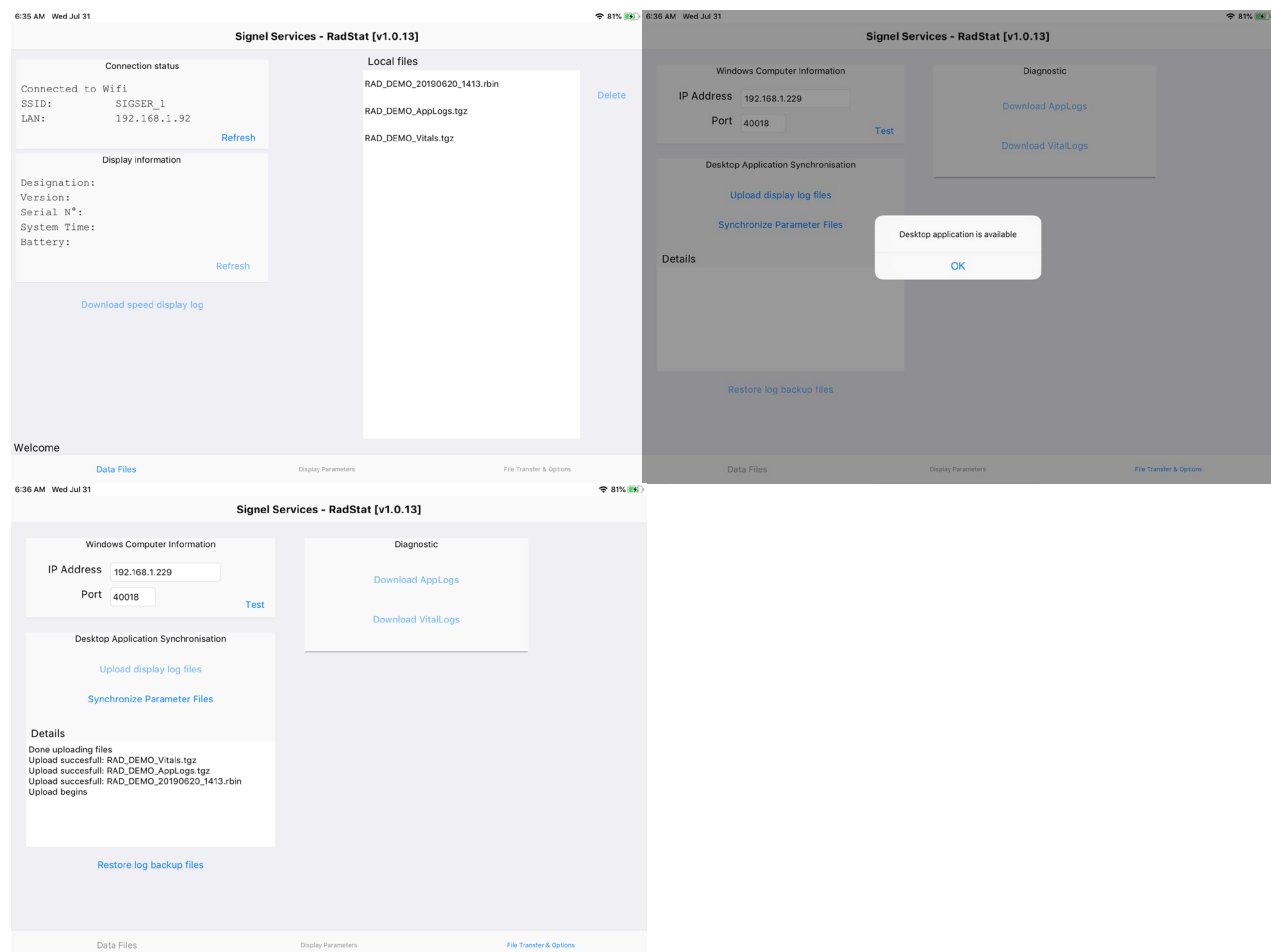 6:35 AM Wed Jul 31
81%
Signel Services - RadStat [v1.0.13]
Connection status
Connected to Wifi
SSID: SIGSER_1
LAN: 192.168.1.92
Refresh
Display information
Designation:
Version:
Serial N°:
System Time:
Battery:
Refresh
Download speed display log
Local files
RAD_DEMO_20190620_1413.rbin
RAD_DEMO_AppLogs.tgz
RAD_DEMO_Vitals.tgz
Delete
Welcome
Data Files
Display Parameters
File Transfer & Options
6:36 AM Wed Jul 31
81%
Signel Services - RadStat [v1.0.13]
Windows Computer Information
IP Address 192.168.1.229
Port 40018
Test
Desktop Application Synchronisation
Upload display log files
Synchronize Parameter Files
Details
Restore log backup files
Diagnostic
Download AppLogs
Download VitalLogs
Desktop application is available
OK
Data Files
Display Parameters
File Transfer & Options
6:36 AM Wed Jul 31
81%
Signel Services - RadStat [v1.0.13]
Windows Computer Information
IP Address 192.168.1.229
Port 40018
Test
Desktop Application Synchronisation
Upload display log files
Synchronize Parameter Files
Details
Done uploading files
Upload succesfull: RAD_DEMO_Vitals.tgz
Upload succesfull: RAD_DEMO_AppLogs.tgz
Upload succesfull: RAD_DEMO_20190620_1413.rbin
Upload begins
Restore log backup files
Diagnostic
Download AppLogs
Download VitalLogs
Data Files
Display Parameters
File Transfer & Options